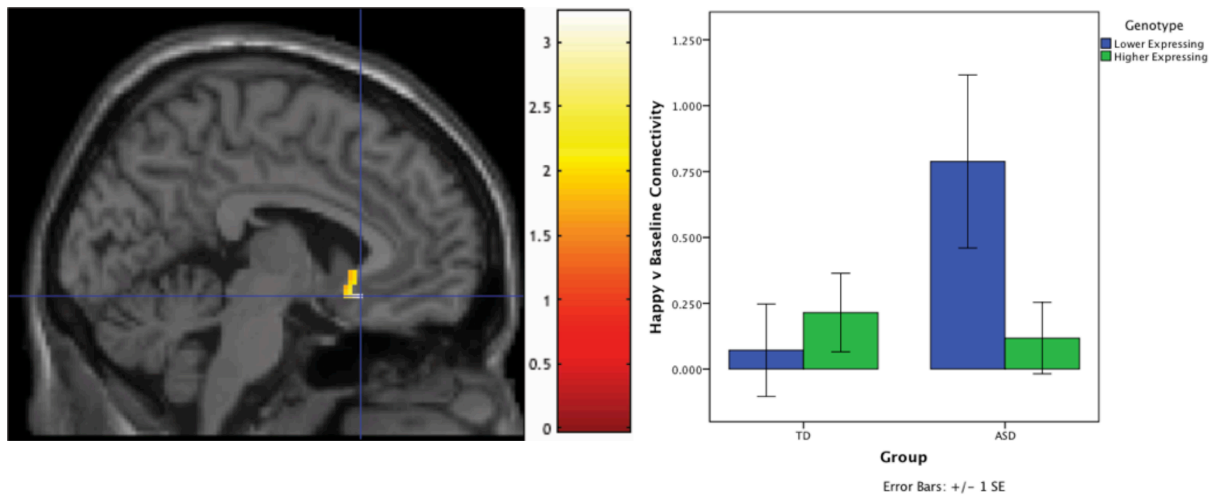 3
2.5
2
1.5
1
0.5
0
Happy v Baseline Connectivity
1.250
1.000
0.750
0.500
0.250
0.000
TD
ASD
Group
Error Bars: +/- 1 SE
Genotype
Lower Expressing
Higher Expressing